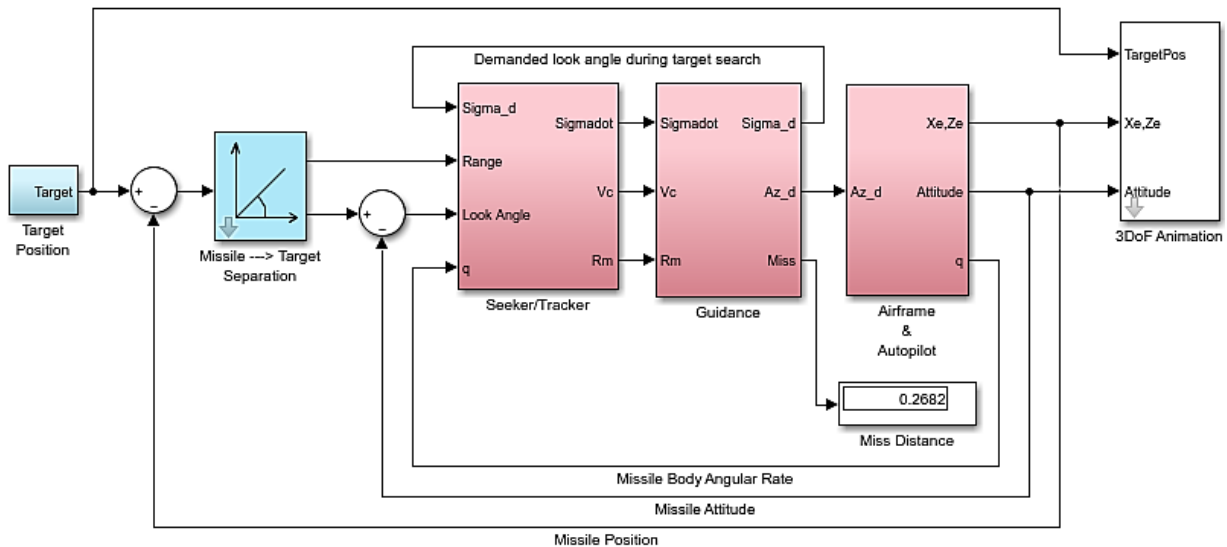 Demanded look angle during target search
TargetPos
Xe,Ze
Attitude
3DoF Animation
Target
Target
Position
+
−
Missile ---> Target
Separation
+
−
Sigma_d
Range
Look Angle
q
Sigmadot
Vc
Rm
Seeker/Tracker
Sigmadot
Vc
Rm
Sigma_d
Az_d
Miss
Guidance
Az_d
Xe,Ze
Attitude
q
Airframe
&
Autopilot
0.2682
Miss Distance
Missile Body Angular Rate
Missile Attitude
Missile Position